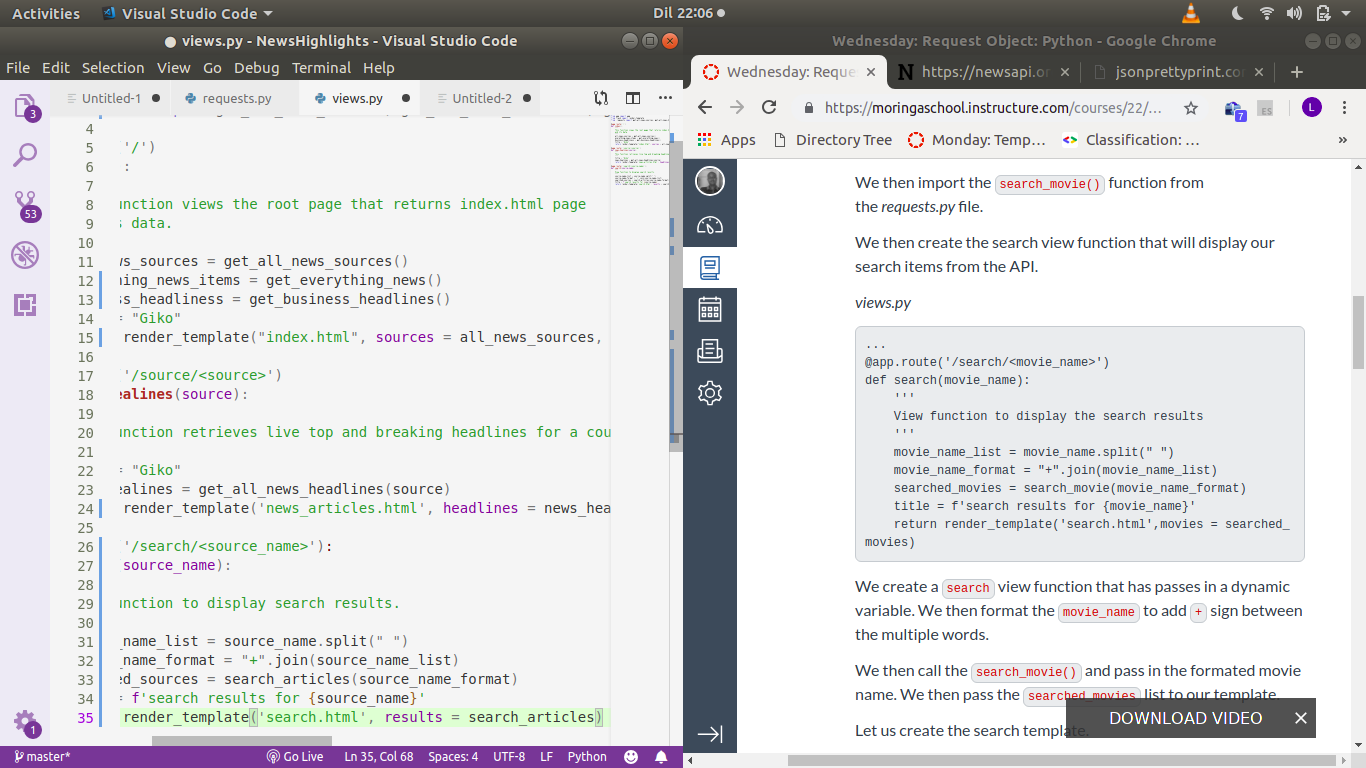 Activities
Visual Studio Code
Dil 22:06
views.py - NewsHighlights - Visual Studio Code
File Edit Selection View Go Debug Terminal Help
Untitled-1
requests.py
views.py
Untitled-2
3
53
1
4
5 '/')
6 :
7
8 unction views the root page that returns index.html page
9 s data.
10
11 ws_sources = get_all_news_sources()
12 hing_news_items = get_everything_news()
13 ss_headliness = get_business_headlines()
14 = "Giko"
15 render_template("index.html", sources = all_news_sources,
16
17 '/source/<source>')
18 ealines(source):
19
20 unction retrieves live top and breaking headlines for a cou
21
22 = "Giko"
23 ealines = get_all_news_headlines(source)
24 render_template('news_articles.html', headlines = news_hea
25
26 '/search/<source_name>'):
27 source_name):
28
29 unction to display search results.
30
31 _name_list = source_name.split(" ")
32 _name_format = "+".join(source_name_list)
33 ed_sources = search_articles(source_name_format)
34 = f'search results for {source_name}'
35 render_template('search.html', results = search_articles)
master*
Go Live
Ln 35, Col 68
Spaces: 4
UTF-8
LF
Python
1
Wednesday: Request Object: Python - Google Chrome
Wednesday: Reque
https://newsapi.or
jsonprettyprint.co
https://moringaschool.instructure.com/courses/22/...
7
ES
L
Apps
Directory Tree
Monday: Temp...
Classification: ...
»
We then import the search_movie() function from
the requests.py file.
We then create the search view function that will display our
search items from the API.
views.py
...
@app.route('/search/<movie_name>')
def search(movie_name):
'''
View function to display the search results
'''
movie_name_list = movie_name.split(" ")
movie_name_format = "+".join(movie_name_list)
searched_movies = search_movie(movie_name_format)
title = f'search results for {movie_name}'
return render_template('search.html',movies = searched_
movies)
We create a search view function that has passes in a dynamic
variable. We then format the movie_name to add + sign between
the multiple words.
We then call the search_movie() and pass in the formated movie
name. We then pass the searched_movies list to our template.
Let us create the search template.
DOWNLOAD VIDEO